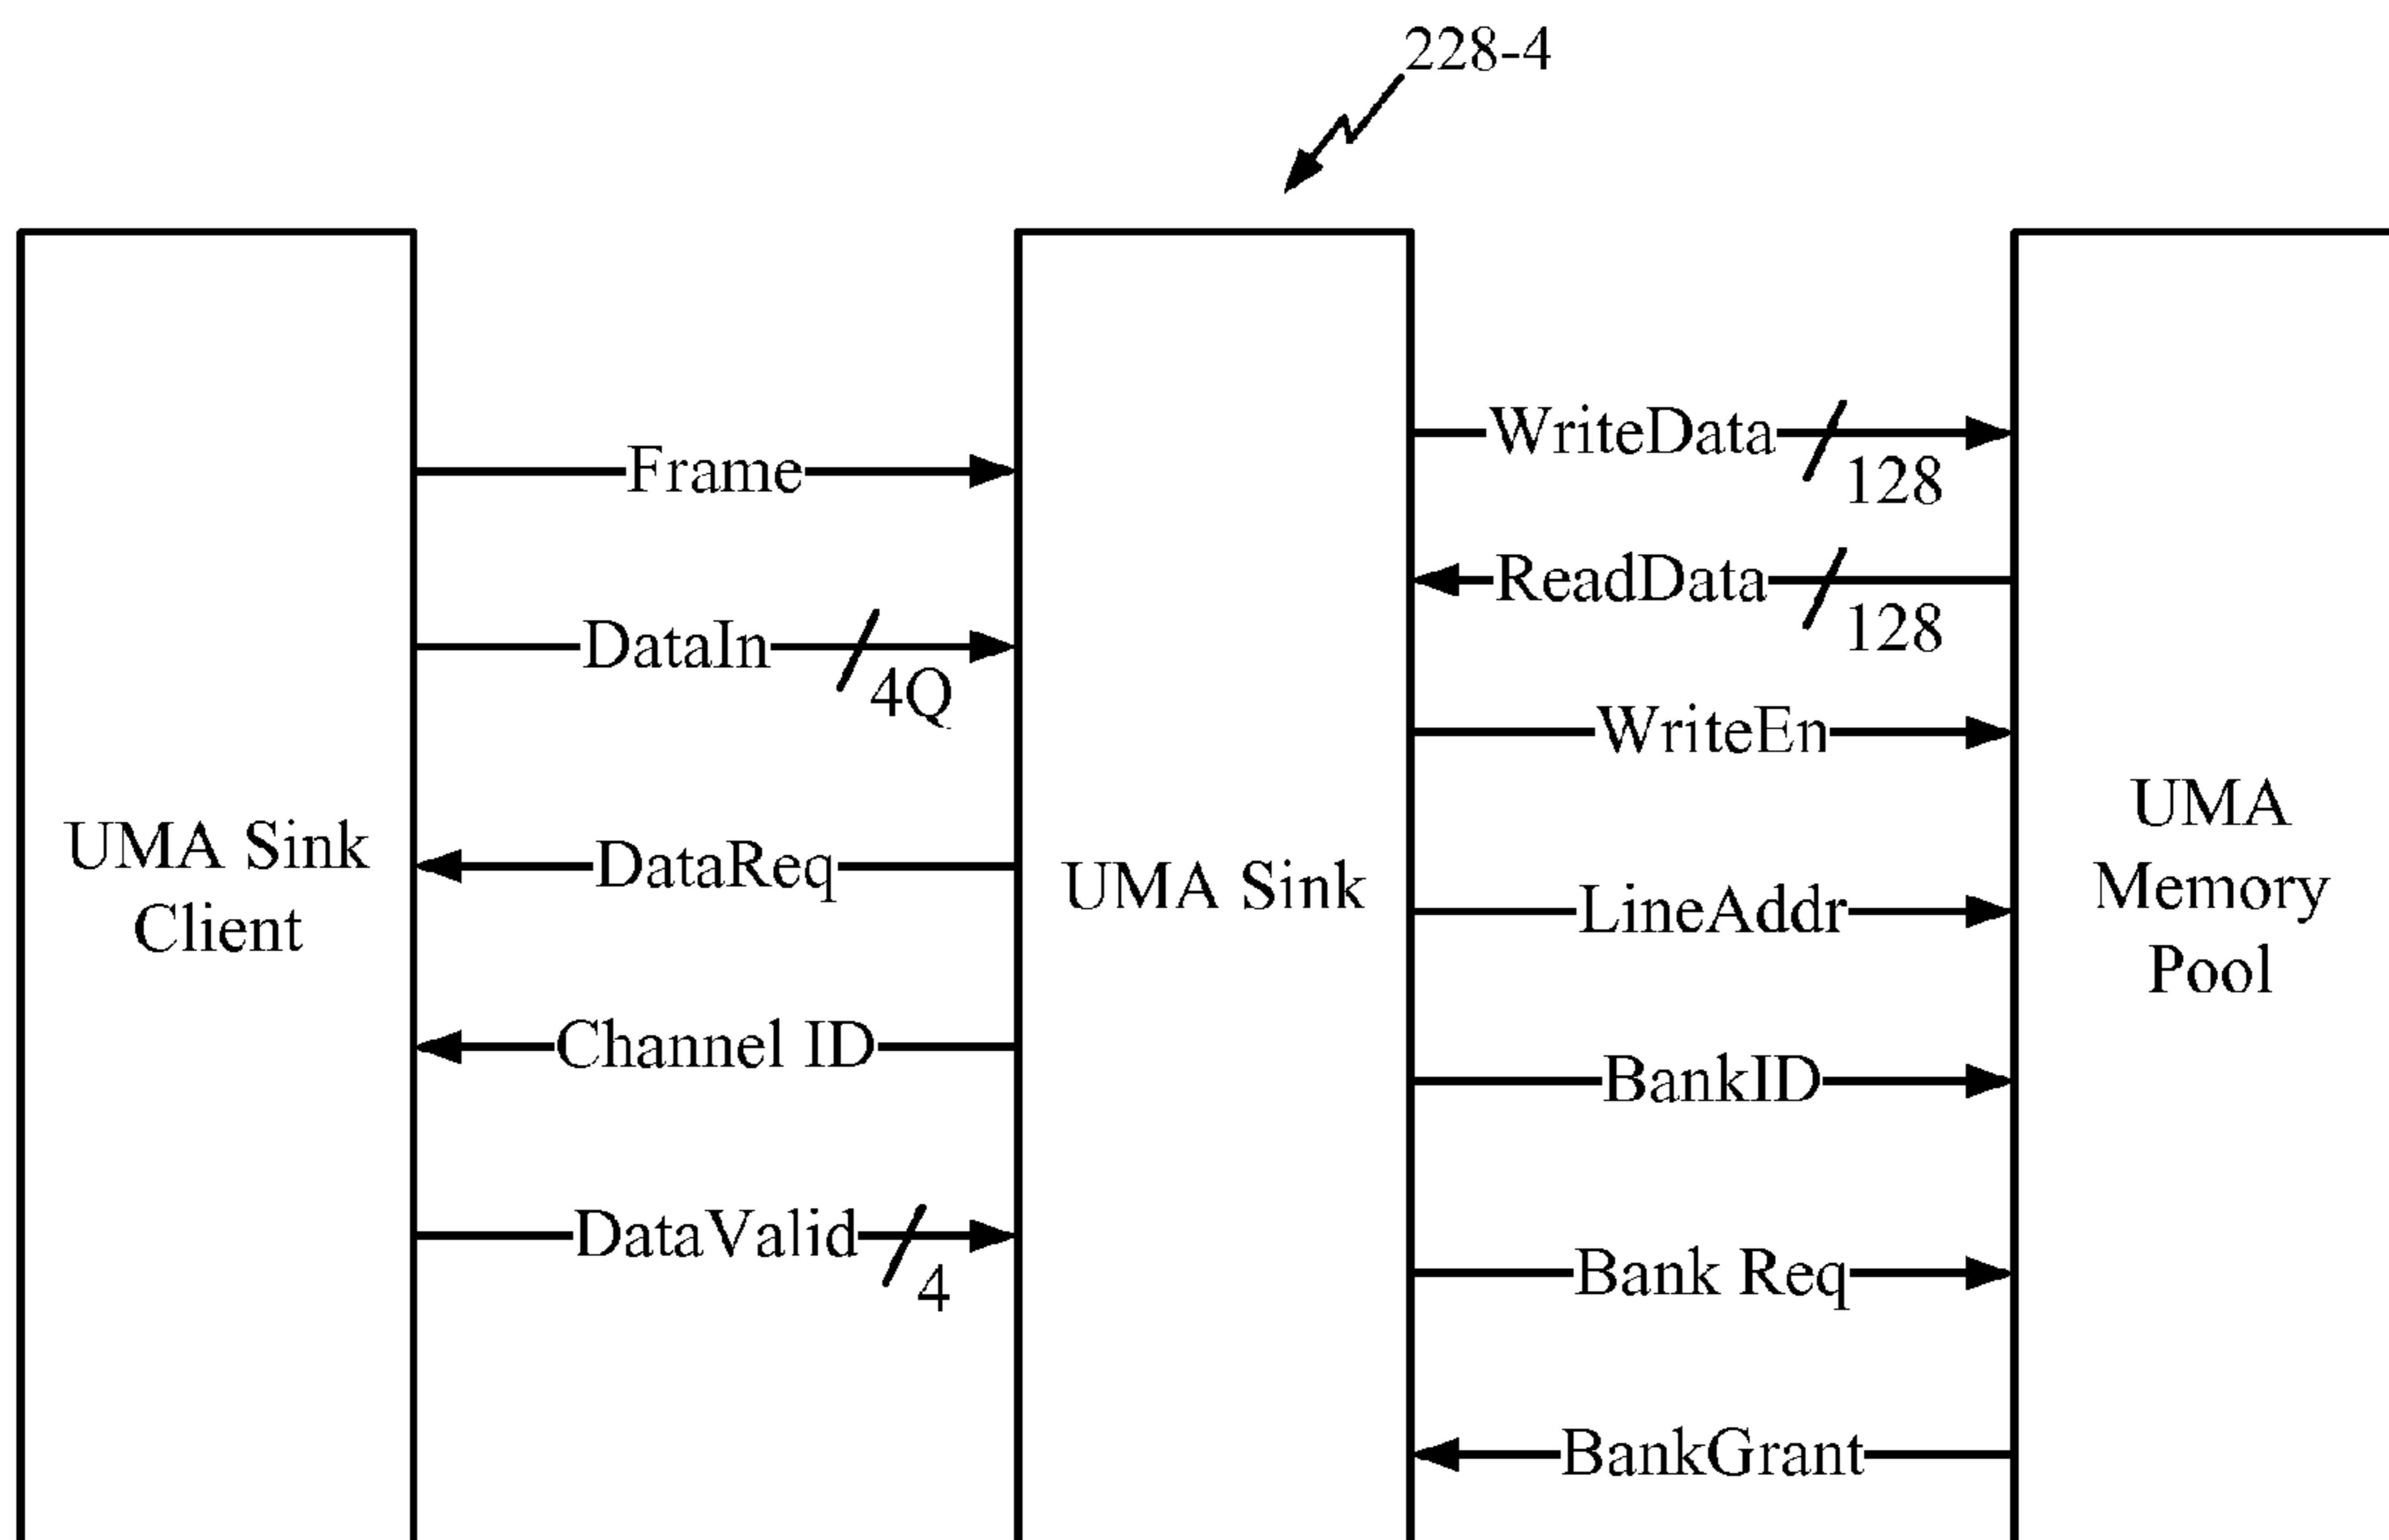 228-4
UMA Sink
Client
Frame
DataIn
4Q
DataReq
Channel ID
DataValid
4
UMA Sink
WriteData
128
ReadData
128
WriteEn
LineAddr
BankID
Bank Req
BankGrant
UMA
Memory
Pool